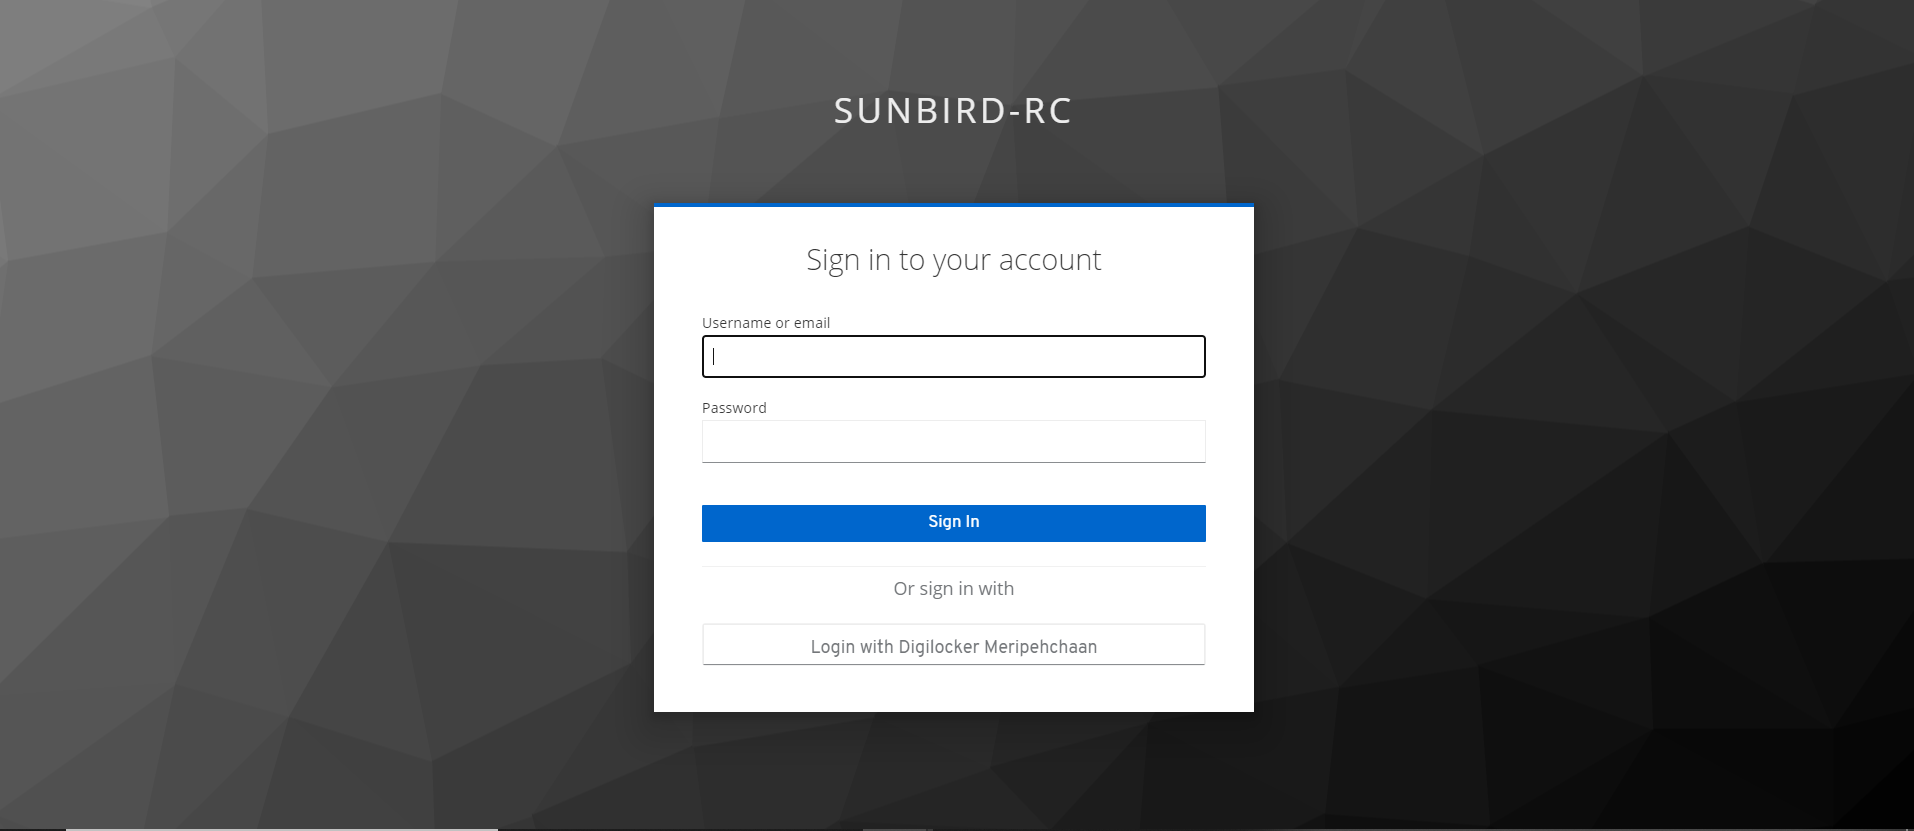 SUNBIRD-RC
Sign in to your account
Username or email
Password
Sign In
Or sign in with
Login with Digilocker Meripehchaan